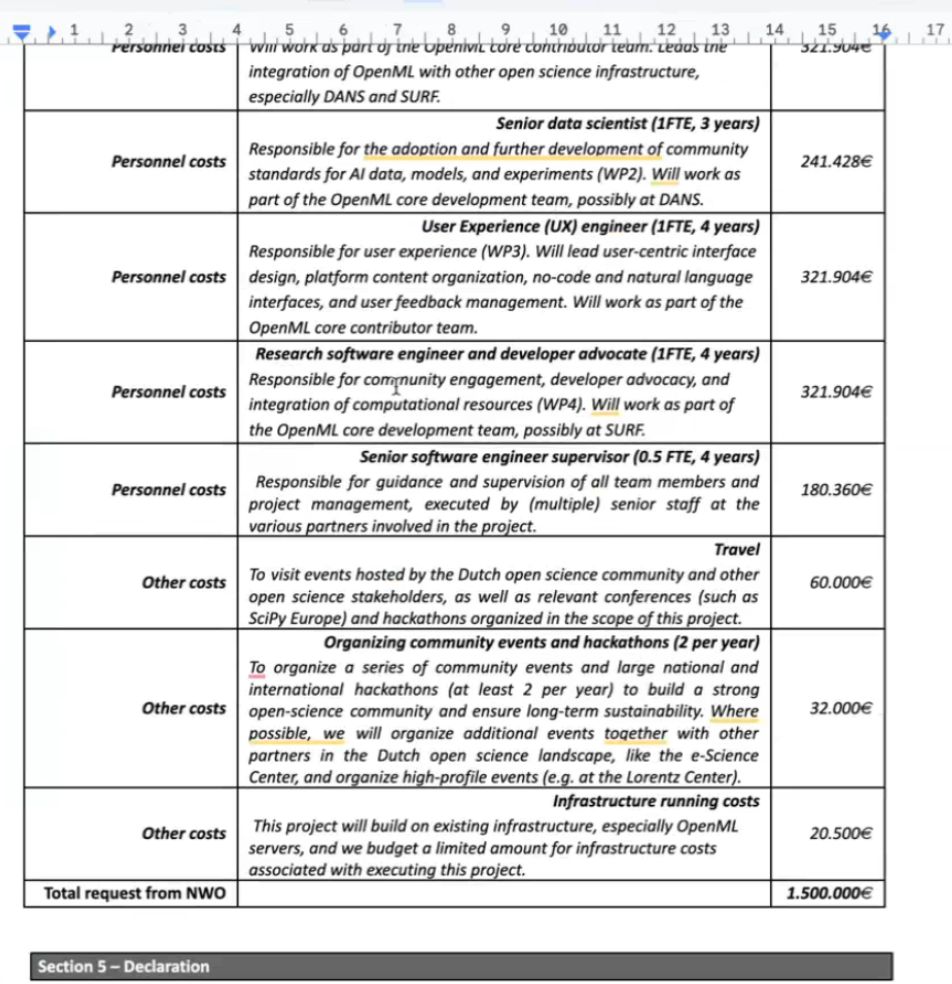 1 2 3 4 5 6 7 8 9 10 11 12 13 14 15 16 17
Personnel costs
Will work as part of the OpenML core contributor team. Leads the
integration of OpenML with other open science infrastructure,
especially DANS and SURF.
321.904€
Senior data scientist (1FTE, 3 years)
Personnel costs
Responsible for the adoption and further development of community
standards for AI data, models, and experiments (WP2). Will work as
part of the OpenML core development team, possibly at DANS.
241.428€
User Experience (UX) engineer (1FTE, 4 years)
Personnel costs
Responsible for user experience (WP3). Will lead user-centric interface
design, platform content organization, no-code and natural language
interfaces, and user feedback management. Will work as part of the
OpenML core contributor team.
321.904€
Research software engineer and developer advocate (1FTE, 4 years)
Personnel costs
Responsible for community engagement, developer advocacy, and
integration of computational resources (WP4). Will work as part of
the OpenML core development team, possibly at SURF.
321.904€
Senior software engineer supervisor (0.5 FTE, 4 years)
Personnel costs
Responsible for guidance and supervision of all team members and
project management, executed by (multiple) senior staff at the
various partners involved in the project.
180.360€
Travel
Other costs
To visit events hosted by the Dutch open science community and other
open science stakeholders, as well as relevant conferences (such as
SciPy Europe) and hackathons organized in the scope of this project.
60.000€
Organizing community events and hackathons (2 per year)
Other costs
To organize a series of community events and large national and
international hackathons (at least 2 per year) to build a strong
open-science community and ensure long-term sustainability. Where
possible, we will organize additional events together with other
partners in the Dutch open science landscape, like the e-Science
Center, and organize high-profile events (e.g. at the Lorentz Center).
32.000€
Infrastructure running costs
Other costs
This project will build on existing infrastructure, especially OpenML
servers, and we budget a limited amount for infrastructure costs
associated with executing this project.
20.500€
Total request from NWO
1.500.000€
Section 5 – Declaration